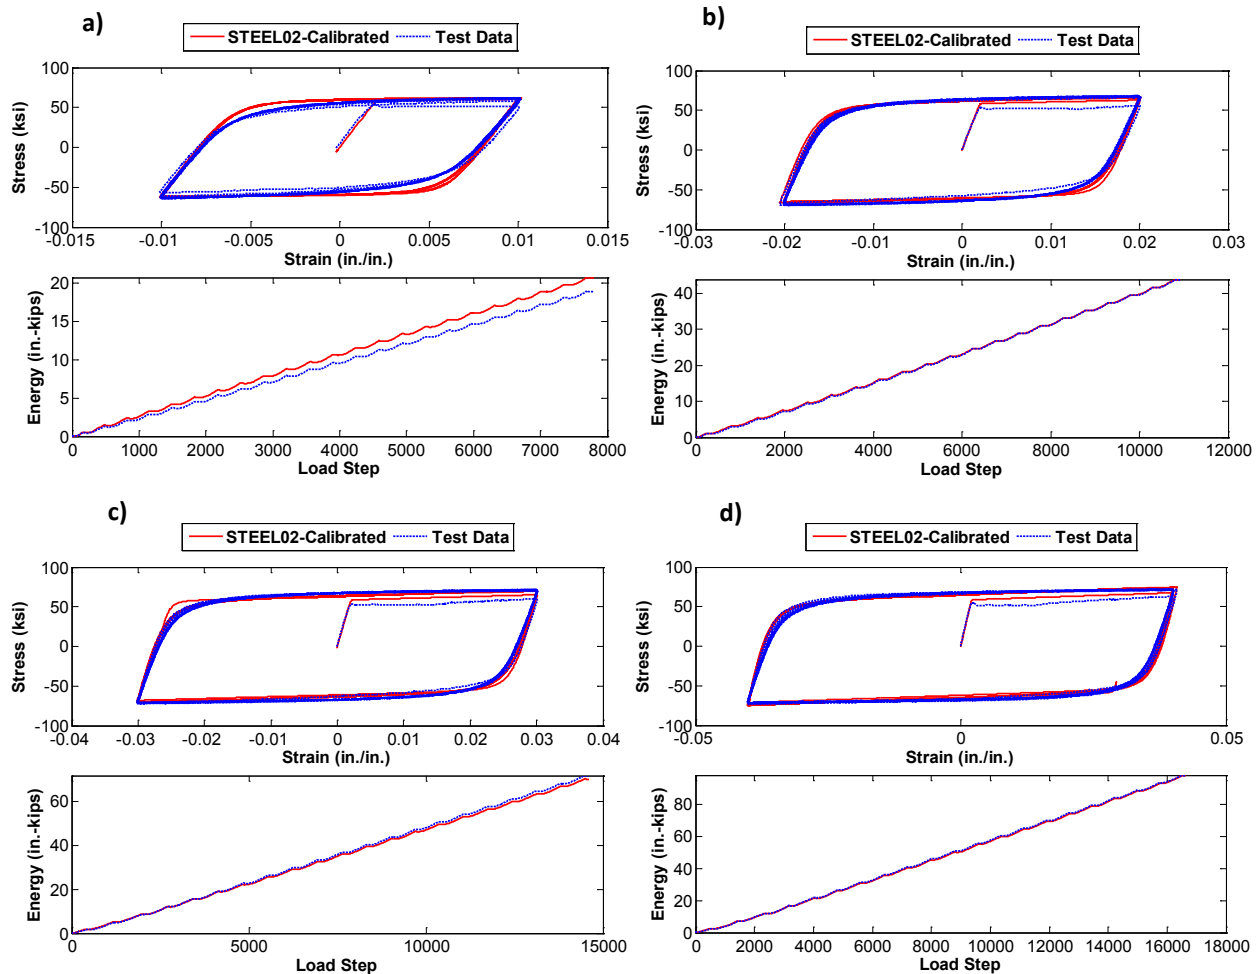 a)
STEEL02-Calibrated Test Data
100
50
0
-50
-100
Stress (ksi)
-0.015 -0.01 -0.005 0 0.005 0.01 0.015
Strain (in./in.)
20
15
10
5
0
Energy (in.-kips)
0 1000 2000 3000 4000 5000 6000 7000 8000
Load Step
b)
STEEL02-Calibrated Test Data
100
50
0
-50
-100
Stress (ksi)
-0.03 -0.02 -0.01 0 0.01 0.02 0.03
Strain (in./in.)
40
20
0
Energy (in.-kips)
0 2000 4000 6000 8000 10000 12000
Load Step
c)
STEEL02-Calibrated Test Data
100
50
0
-50
-100
Stress (ksi)
-0.04 -0.03 -0.02 -0.01 0 0.01 0.02 0.03 0.04
Strain (in./in.)
60
40
20
0
Energy (in.-kips)
0 5000 10000 15000
Load Step
d)
STEEL02-Calibrated Test Data
100
50
0
-50
-100
Stress (ksi)
-0.05 0 0.05
Strain (in./in.)
80
60
40
20
0
Energy (in.-kips)
0 2000 4000 6000 8000 10000 12000 14000 16000 18000
Load Step